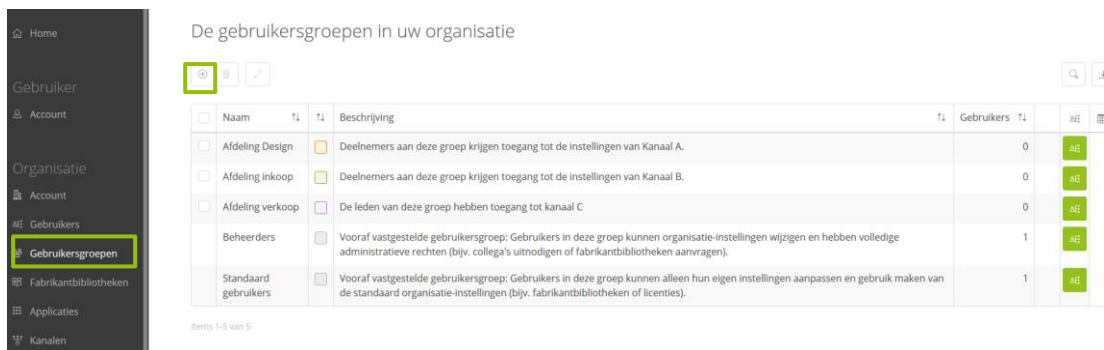 Home
De gebruikersgroepen in uw organisatie
Gebruiker
Account
Organisatie
Account
Gebruikers
Gebruikersgroepen
Fabrikantbibliotheken
Applicaties
Kanalen
Naam Beschrijving Gebruikers
Afdeling Design Deelnemers aan deze groep krijgen toegang tot de instellingen van Kanaal A. 0
Afdeling inkoop Deelnemers aan deze groep krijgen toegang tot de instellingen van Kanaal B. 0
Afdeling verkoop De leden van deze groep hebben toegang tot kanaal C 0
Beheerders Vooraf vastgestelde gebruikersgroep: Gebruikers in deze groep kunnen organisatie-instellingen wijzigen en hebben volledige 1
administratieve rechten (bijv. collega's uitnodigen of fabrikantbibliotheken aanvragen).
Standaard Vooraf vastgestelde gebruikersgroep: Gebruikers in deze groep kunnen alleen hun eigen instellingen aanpassen en gebruik maken van 1
gebruikers de standaard organisatie-instellingen (bijv. fabrikantbibliotheken of licenties).
Items 1-5 van 5